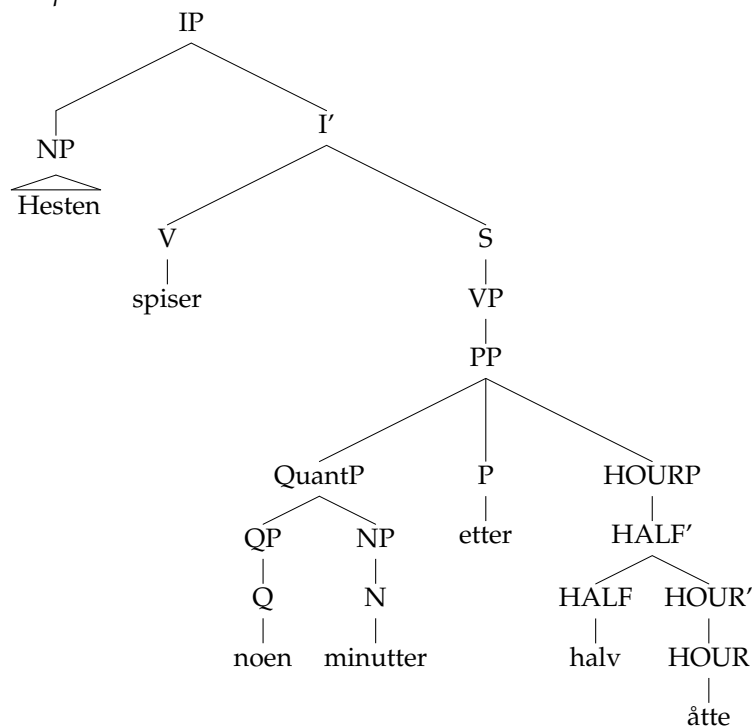 IP
NP I'
Hesten
V S
spiser VP
PP
QuantP P HOURP
QP NP etter HALF'
Q N HALF HOUR'
noen minutter halv HOUR
åtte